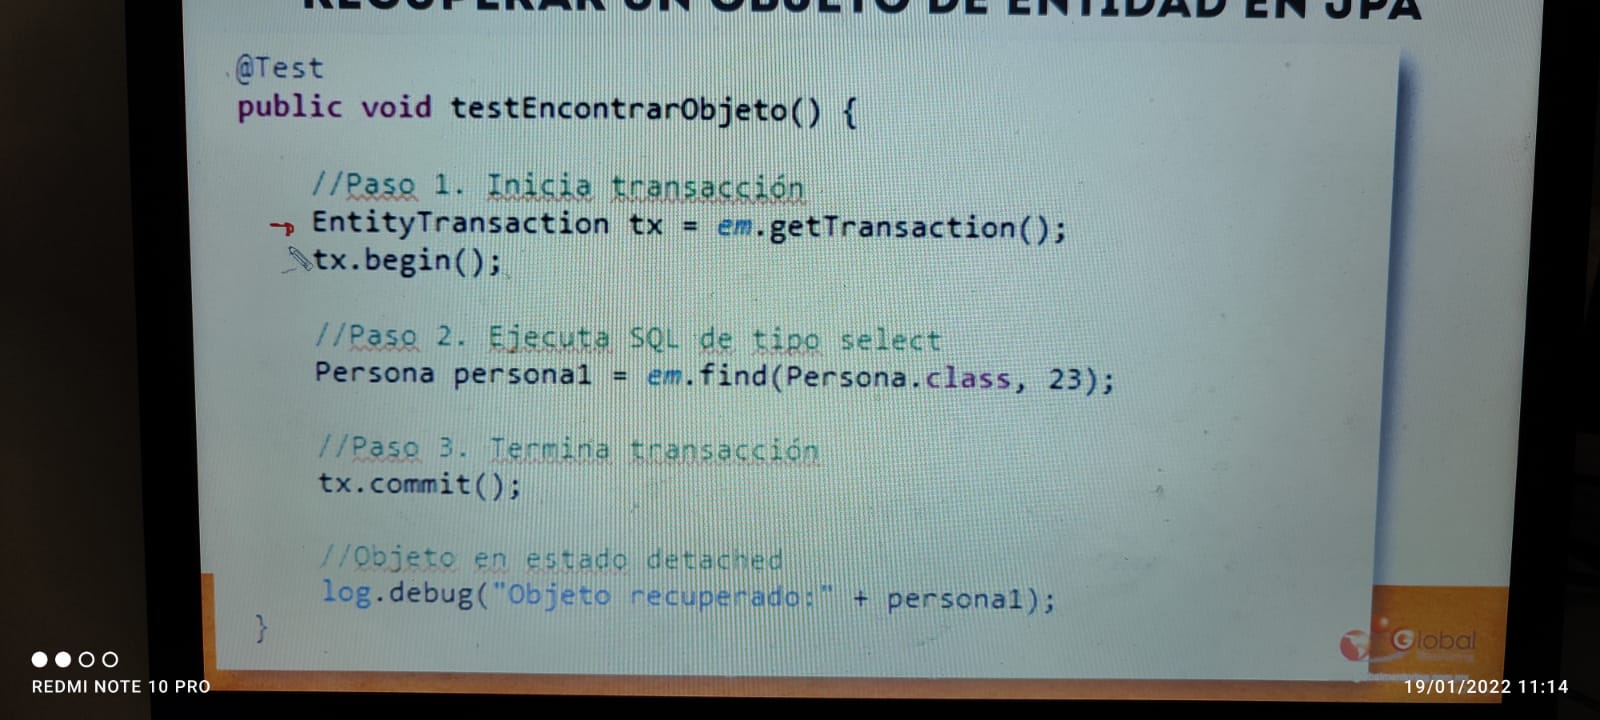 RECUPERAR UN OBJETO DE ENTIDAD EN JPA
@Test
public void testEncontrarObjeto() {
//Paso 1. Inicia transacción
EntityTransaction tx = em.getTransaction();
tx.begin();
//Paso 2. Ejecuta SQL de tipo select
Persona persona1 = em.find(Persona.class, 23);
//Paso 3. Termina transacción
tx.commit();
//Objeto en estado detached
log.debug("Objeto recuperado:" + persona1);
}
Global
REDMI NOTE 10 PRO
19/01/2022 11:14